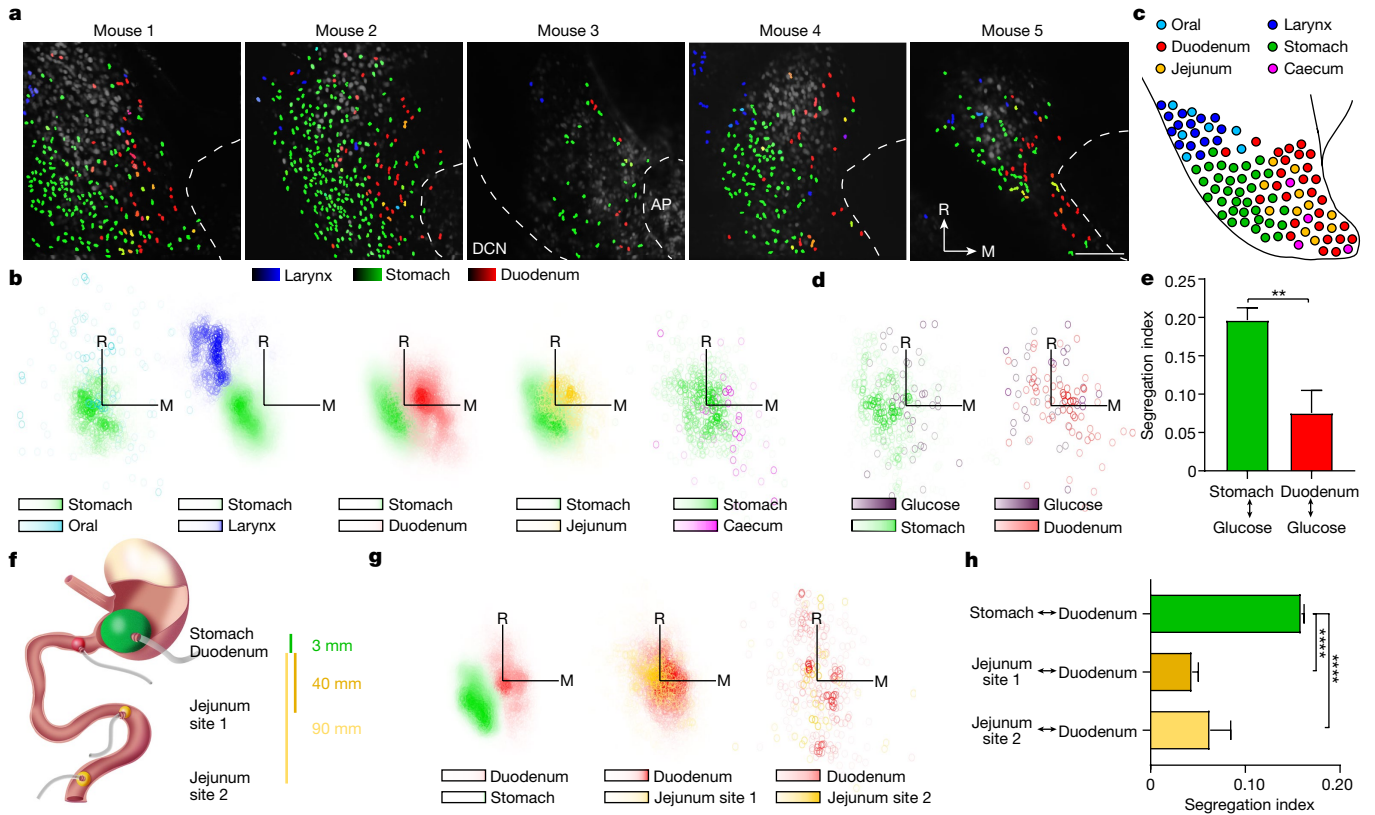 a
Mouse 1
Mouse 2
Mouse 3
Mouse 4
Mouse 5
DCN
AP
R
M
Larynx
Stomach
Duodenum
b
R
M
Stomach
Oral
R
M
Stomach
Larynx
R
M
Stomach
Duodenum
R
M
Stomach
Jejunum
R
M
Stomach
Caecum
c
Oral
Larynx
Duodenum
Stomach
Jejunum
Caecum
d
R
M
Glucose
Stomach
R
M
Glucose
Duodenum
e
Segregation index
0.25
0.20
0.15
0.10
0.05
0
**
Stomach
Duodenum
Glucose
Glucose
f
Stomach
Duodenum
Jejunum
site 1
Jejunum
site 2
3 mm
40 mm
90 mm
g
R
M
Duodenum
Stomach
R
M
Duodenum
Jejunum site 1
R
M
Duodenum
Jejunum site 2
h
Stomach
Duodenum
Jejunum
site 1
Duodenum
Jejunum
site 2
Duodenum
****
****
0
0.10
0.20
Segregation index